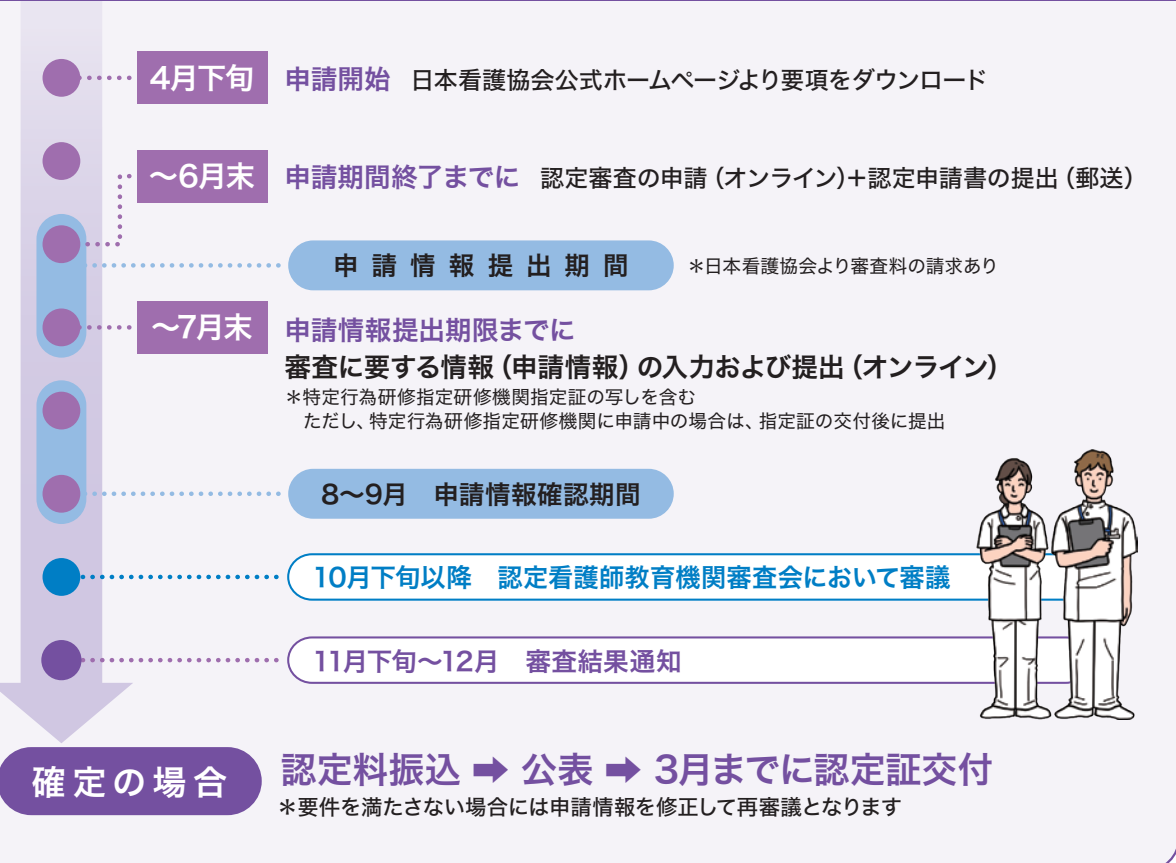 4月下旬 申請開始 日本看護協会公式ホームページより要項をダウンロード
～6月末 申請期間終了までに 認定審査の申請（オンライン）＋認定申請書の提出（郵送）
申請情報提出期間 ＊日本看護協会より審査料の請求あり
～7月末 申請情報提出期限までに
審査に要する情報（申請情報）の入力および提出（オンライン）
＊特定行為研修指定研修機関指定証の写しを含む
ただし、特定行為研修指定研修機関に申請中の場合は、指定証の交付後に提出
8～9月 申請情報確認期間
10月下旬以降 認定看護師教育機関審査会において審議
11月下旬～12月 審査結果通知
確定の場合 認定料振込 ➡ 公表 ➡ 3月までに認定証交付
＊要件を満たさない場合には申請情報を修正して再審議となります